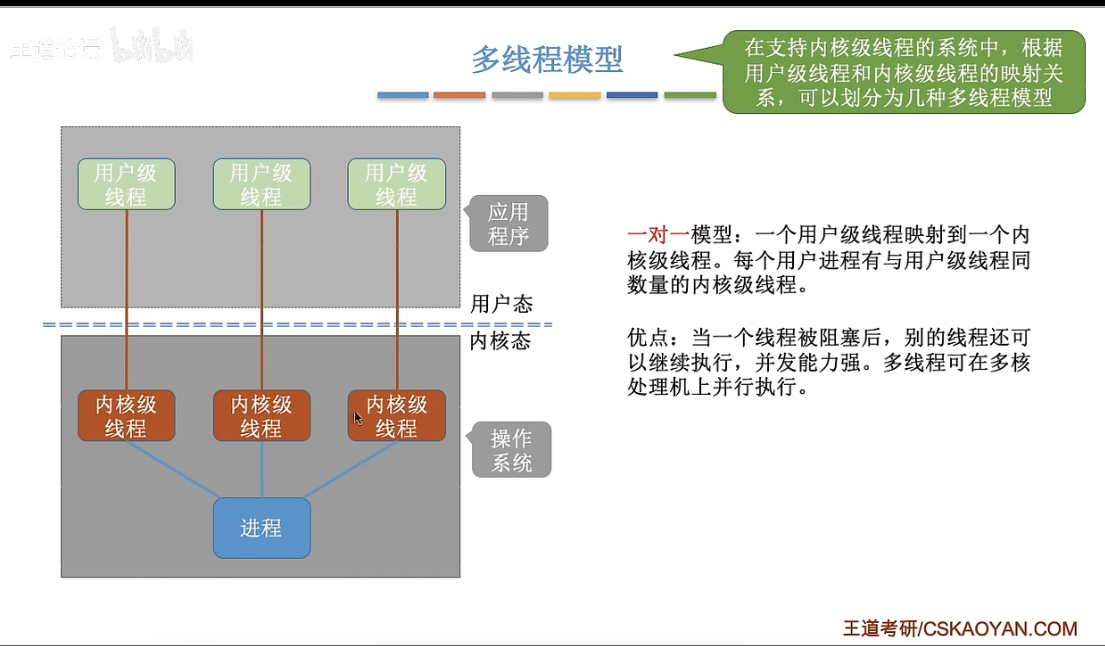 王道论坛 bilibili
多线程模型
在支持内核级线程的系统中，根据
用户级线程和内核级线程的映射关
系，可以划分为几种多线程模型
用户级
线程
用户级
线程
用户级
线程
应用
程序
用户态
内核态
内核级
线程
内核级
线程
内核级
线程
操作
系统
进程
一对一模型：一个用户级线程映射到一个内
核级线程。每个用户进程有与用户级线程同
数量的内核级线程。
优点：当一个线程被阻塞后，别的线程还可
以继续执行，并发能力强。多线程可在多核
处理机上并行执行。
王道考研/CSKAOYAN.COM